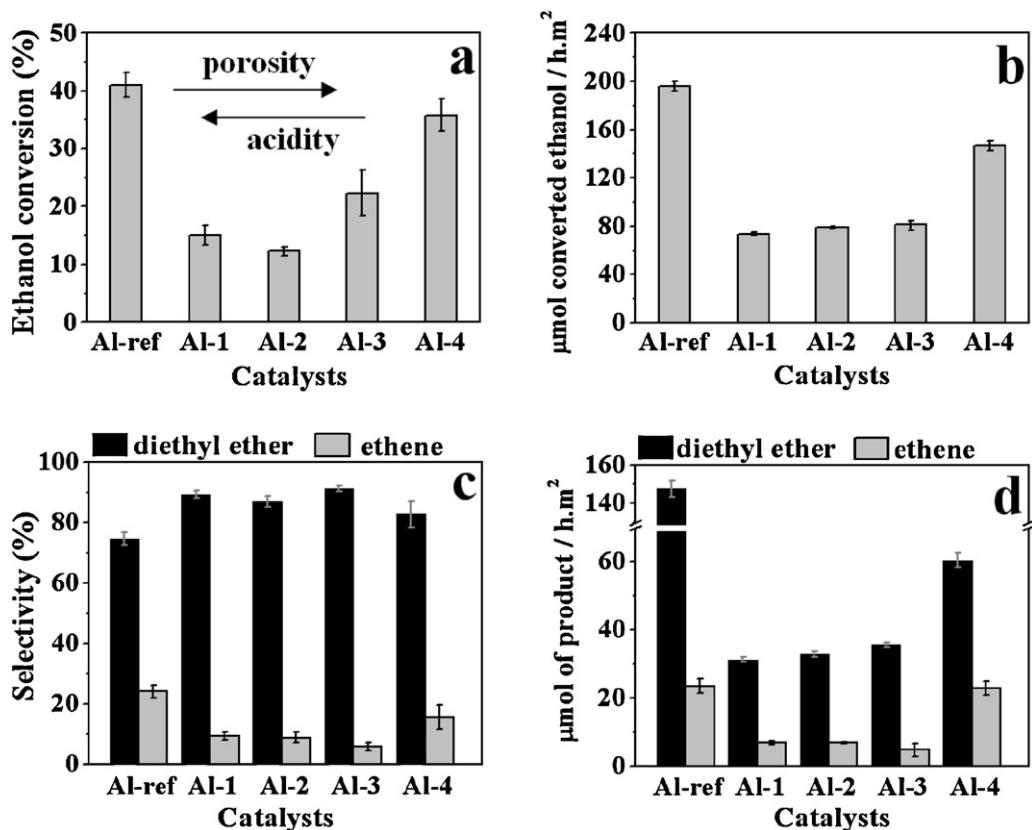 a
Ethanol conversion (%)
50
40
30
20
10
0
porosity
acidity
Al-ref Al-1 Al-2 Al-3 Al-4
Catalysts
b
µmol converted ethanol / h.m²
240
200
160
120
80
40
0
Al-ref Al-1 Al-2 Al-3 Al-4
Catalysts
diethyl ether ethene
c
Selectivity (%)
100
80
60
40
20
0
Al-ref Al-1 Al-2 Al-3 Al-4
Catalysts
diethyl ether ethene
d
µmol of product / h.m²
160
140
60
40
20
0
Al-ref Al-1 Al-2 Al-3 Al-4
Catalysts